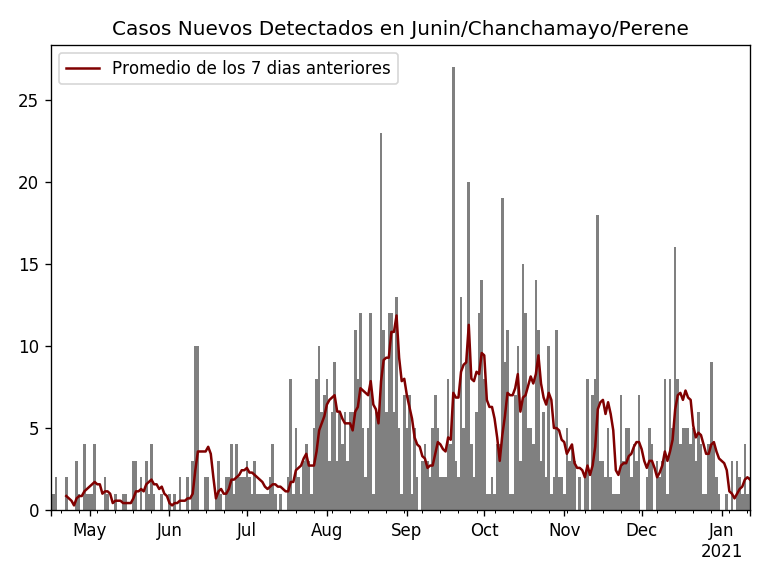 Casos Nuevos Detectados en Junin/Chanchamayo/Perene
Promedio de los 7 dias anteriores
25
20
15
10
5
0
May Jun Jul Aug Sep Oct Nov Dec Jan
2021